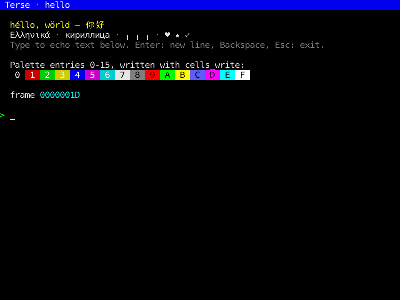 Terse · hello
héllo, wörld — 你好
Ελληνικά · кириллица · ♥ ★ ✓
Type to echo text below. Enter: new line, Backspace, Esc: exit.
Palette entries 0-15, written with cells_write:
0 1 2 3 4 5 6 7 8 9 A B C D E F
frame 0000001D
> _